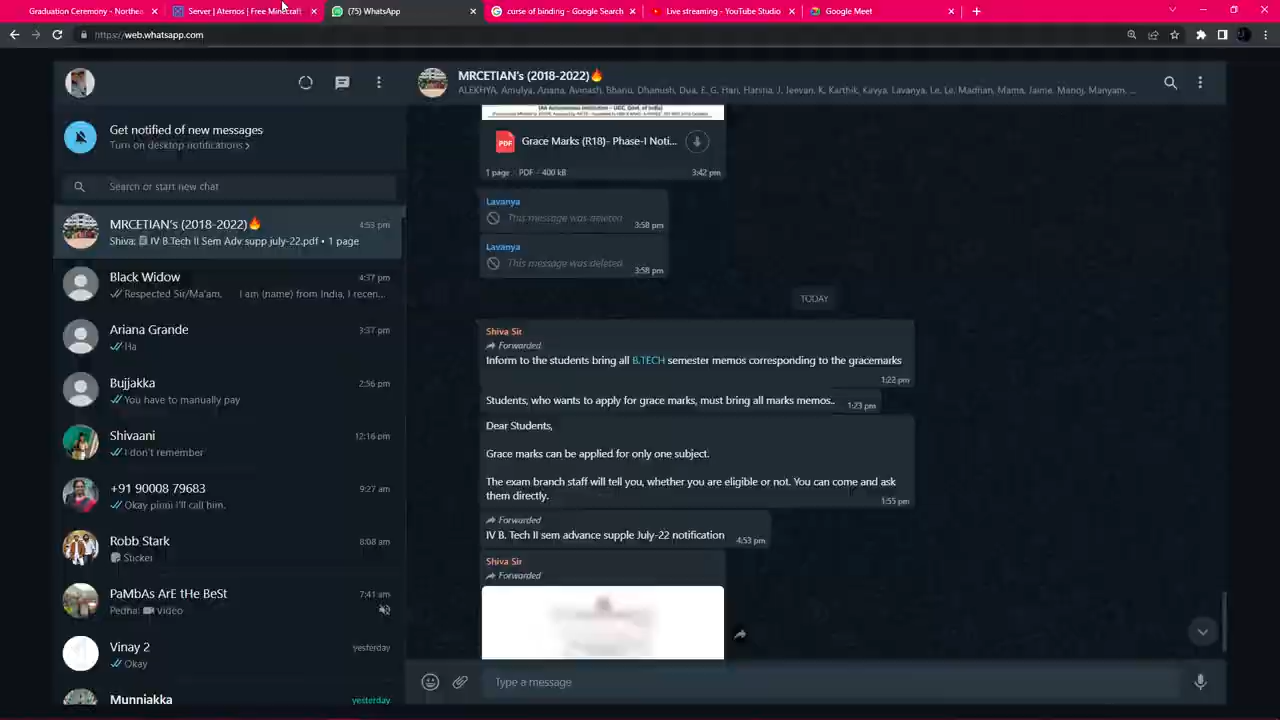 Graduation Ceremony - Northea
Server | Aternos | Free Minecraft
(75) WhatsApp
curse of binding - Google Search
Live streaming - YouTube Studio
Google Meet
https://web.whatsapp.com
MRCETIAN's (2018-2022)🔥
Get notified of new messages
Turn on desktop notifications >
Search or start new chat
MRCETIAN's (2018-2022)🔥 4:53 pm
Shiva: IV B.Tech II Sem Adv supp july-22.pdf • 1 page
Black Widow 4:37 pm
Respected Sir/Ma'am, I am (name) from India, I recen...
Ariana Grande 3:37 pm
Ha
Bujjakka 2:56 pm
You have to manually pay
Shivaani 12:16 pm
I don't remember
+91 90008 79683 9:27 am
Okay pinni I'll call him.
Robb Stark 8:08 am
Sticker
PaMbAs ArE tHe BeSt 7:41 am
Pedha: Video
Vinay 2 yesterday
Okay
Munniakka yesterday
ALEKHYA, Amulya, Anana, Avinash, Bhanu, Dhanush, Dua, E, G, Hari, Harsha, J, Jeevan, K, Karthik, Kavya, Lavanya, Le, Le, Madhan, Mama, Jaime, Manoj, Manyam, ...
PDF
Grace Marks (R18)- Phase-I Noti...
1 page • PDF • 400 kB 3:42 pm
Lavanya
This message was deleted
3:58 pm
Lavanya
This message was deleted
3:58 pm
TODAY
Shiva Sir
Forwarded
Inform to the students bring all B.TECH semester memos corresponding to the gracemarks
1:22 pm
Students, who wants to apply for grace marks, must bring all marks memos.. 1:23 pm
Dear Students,
Grace marks can be applied for only one subject.
The exam branch staff will tell you, whether you are eligible or not. You can come and ask
them directly.
1:55 pm
Forwarded
IV B. Tech II sem advance supple July-22 notification 4:53 pm
Shiva Sir
Forwarded
Type a message